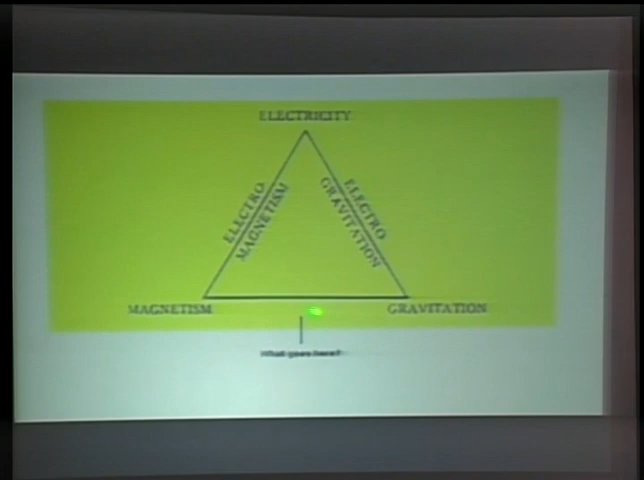 ELECTRICITY
ELECTRO
MAGNETISM
ELECTRO
GRAVITATION
MAGNETISM
GRAVITATION
What goes here?